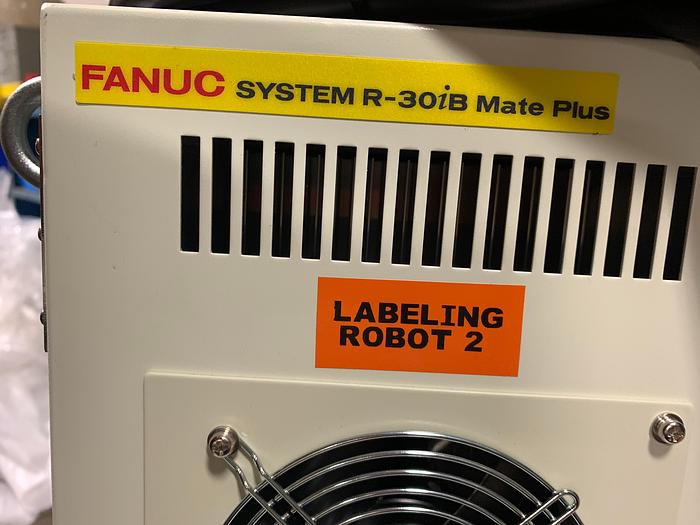 FANUC SYSTEM R-30iB Mate Plus
LABELING
ROBOT 2